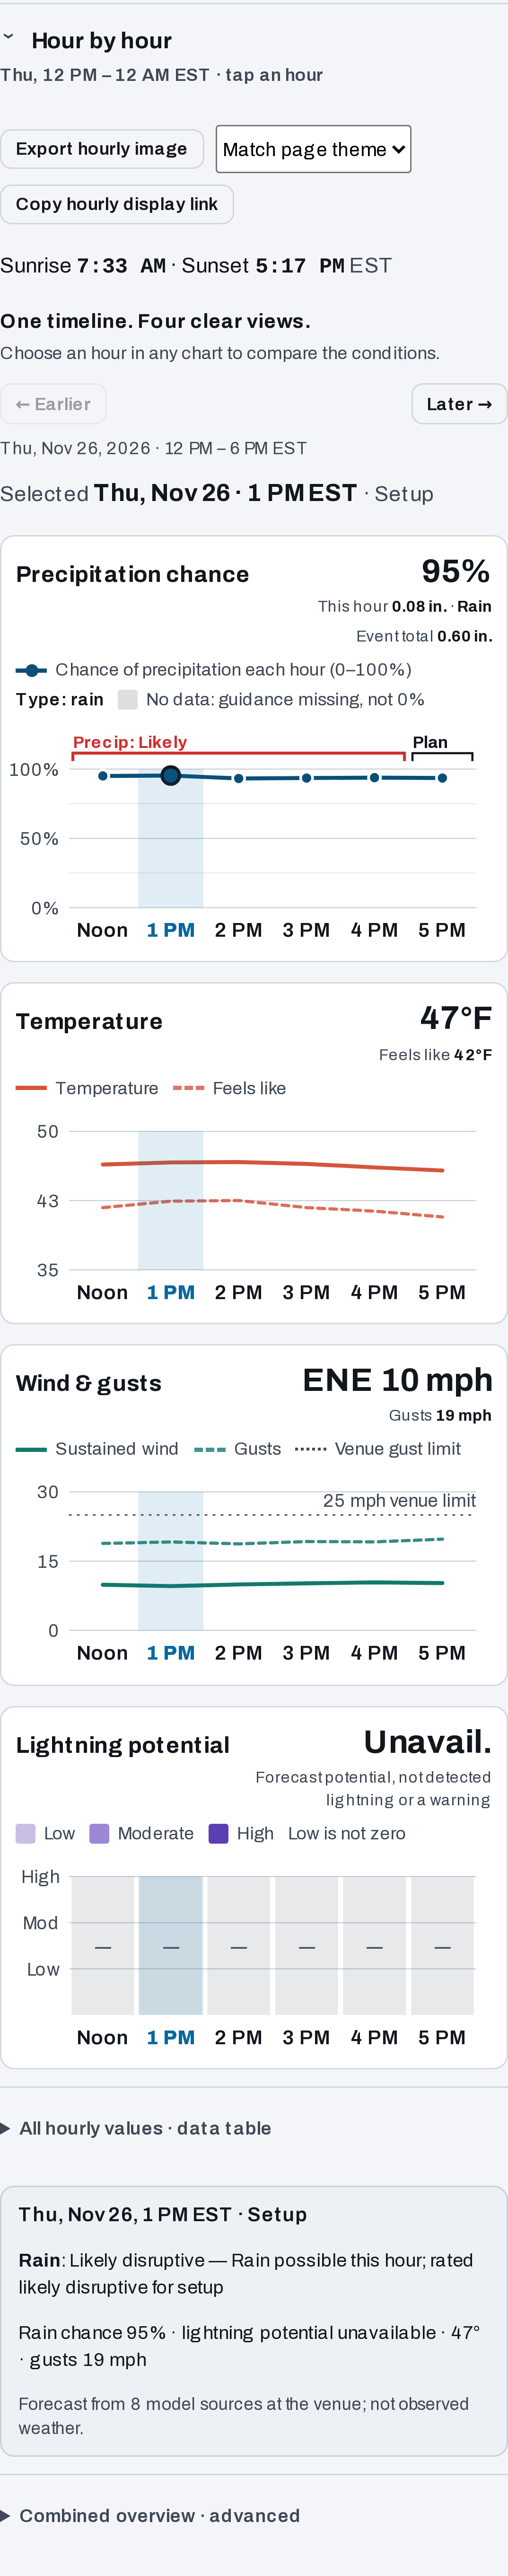 Hour by hour
Thu, 12 PM – 12 AM EST · tap an hour
Export hourly image
Match page theme
Copy hourly display link
Sunrise 7:33 AM · Sunset 5:17 PM EST
One timeline. Four clear views.
Choose an hour in any chart to compare the conditions.
← Earlier
Later →
Thu, Nov 26, 2026 · 12 PM – 6 PM EST
Selected Thu, Nov 26 · 1 PM EST · Setup
Precipitation chance
95%
This hour 0.08 in. · Rain
Event total 0.60 in.
Chance of precipitation each hour (0–100%)
Type: rain
No data: guidance missing, not 0%
Precip: Likely
Plan
100%
50%
0%
Noon 1 PM 2 PM 3 PM 4 PM 5 PM
Temperature
47°F
Feels like 42°F
Temperature
Feels like
50
43
35
Noon 1 PM 2 PM 3 PM 4 PM 5 PM
Wind & gusts
ENE 10 mph
Gusts 19 mph
Sustained wind
Gusts
Venue gust limit
30
25 mph venue limit
15
0
Noon 1 PM 2 PM 3 PM 4 PM 5 PM
Lightning potential
Unavail.
Forecast potential, not detected
lightning or a warning
Low
Moderate
High
Low is not zero
High
Mod
— — — — — —
Low
Noon 1 PM 2 PM 3 PM 4 PM 5 PM
All hourly values · data table
Thu, Nov 26, 1 PM EST · Setup
Rain: Likely disruptive — Rain possible this hour; rated
likely disruptive for setup
Rain chance 95% · lightning potential unavailable · 47°
· gusts 19 mph
Forecast from 8 model sources at the venue; not observed
weather.
Combined overview · advanced